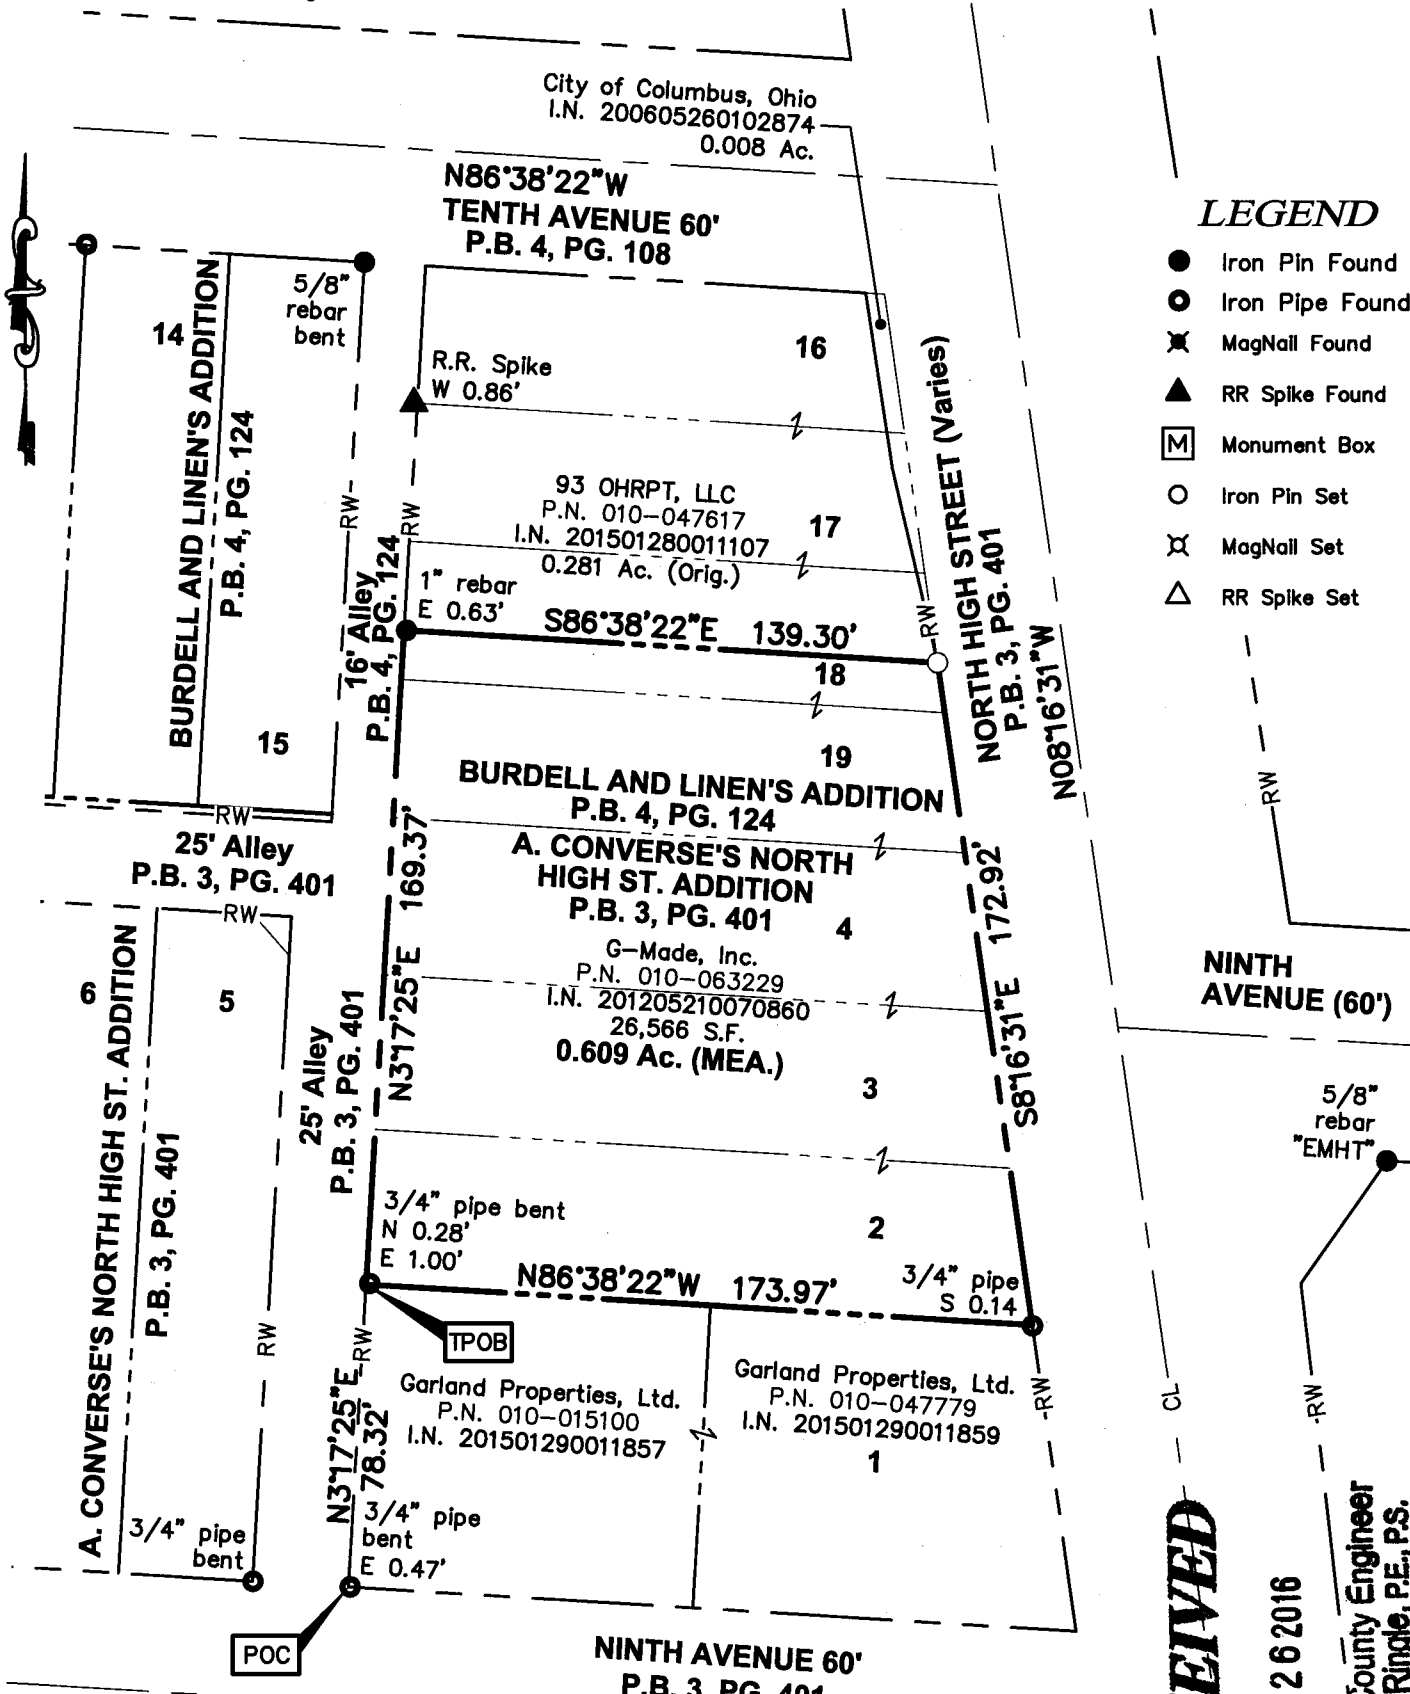 City of Columbus, Ohio
I.N. 200605260102874
0.008 Ac.
N86°38'22"W
TENTH AVENUE 60'
P.B. 4, PG. 108
LEGEND
Iron Pin Found
Iron Pipe Found
MagNail Found
RR Spike Found
M Monument Box
Iron Pin Set
MagNail Set
RR Spike Set
5/8"
rebar
bent
14
BURDELL AND LINEN'S ADDITION
P.B. 4, PG. 124
15
16
R.R. Spike
W 0.86'
RW
RW
93 OHRPT, LLC
P.N. 010-047617
I.N. 201501280011107
0.281 Ac. (Orig.)
17
1" rebar
E 0.63'
16' Alley
P.B. 4, PG. 124
S86°38'22"E 139.30'
18
RW
NORTH HIGH STREET (Varies)
P.B. 3, PG. 401
N08°16'31"W
RW
19
BURDELL AND LINEN'S ADDITION
P.B. 4, PG. 124
A. CONVERSE'S NORTH
HIGH ST. ADDITION
P.B. 3, PG. 401
4
G-Made, Inc.
P.N. 010-063229
I.N. 201205210070860
26,566 S.F.
0.609 Ac. (MEA.)
3
N3°17'25"E 169.37'
S8°16'31"E 172.92'
RW
25' Alley
P.B. 3, PG. 401
RW
6
5
A. CONVERSE'S NORTH HIGH ST. ADDITION
P.B. 3, PG. 401
25' Alley
P.B. 3, PG. 401
RW
NINTH
AVENUE (60')
5/8"
rebar
"EMHT"
3/4" pipe bent
N 0.28'
E 1.00'
2
N86°38'22"W 173.97'
3/4" pipe
S 0.14
TPOB
RW
N3°17'25"E
78.32'
Garland Properties, Ltd.
P.N. 010-015100
I.N. 201501290011857
Garland Properties, Ltd.
P.N. 010-047779
I.N. 201501290011859
1
RW
CL
RW
3/4" pipe
bent
3/4" pipe
bent
E 0.47'
POC
NINTH AVENUE 60'
P.B. 3, PG. 401
EIVED
26 2016
County Engineer
Ringle, P.E., P.S.